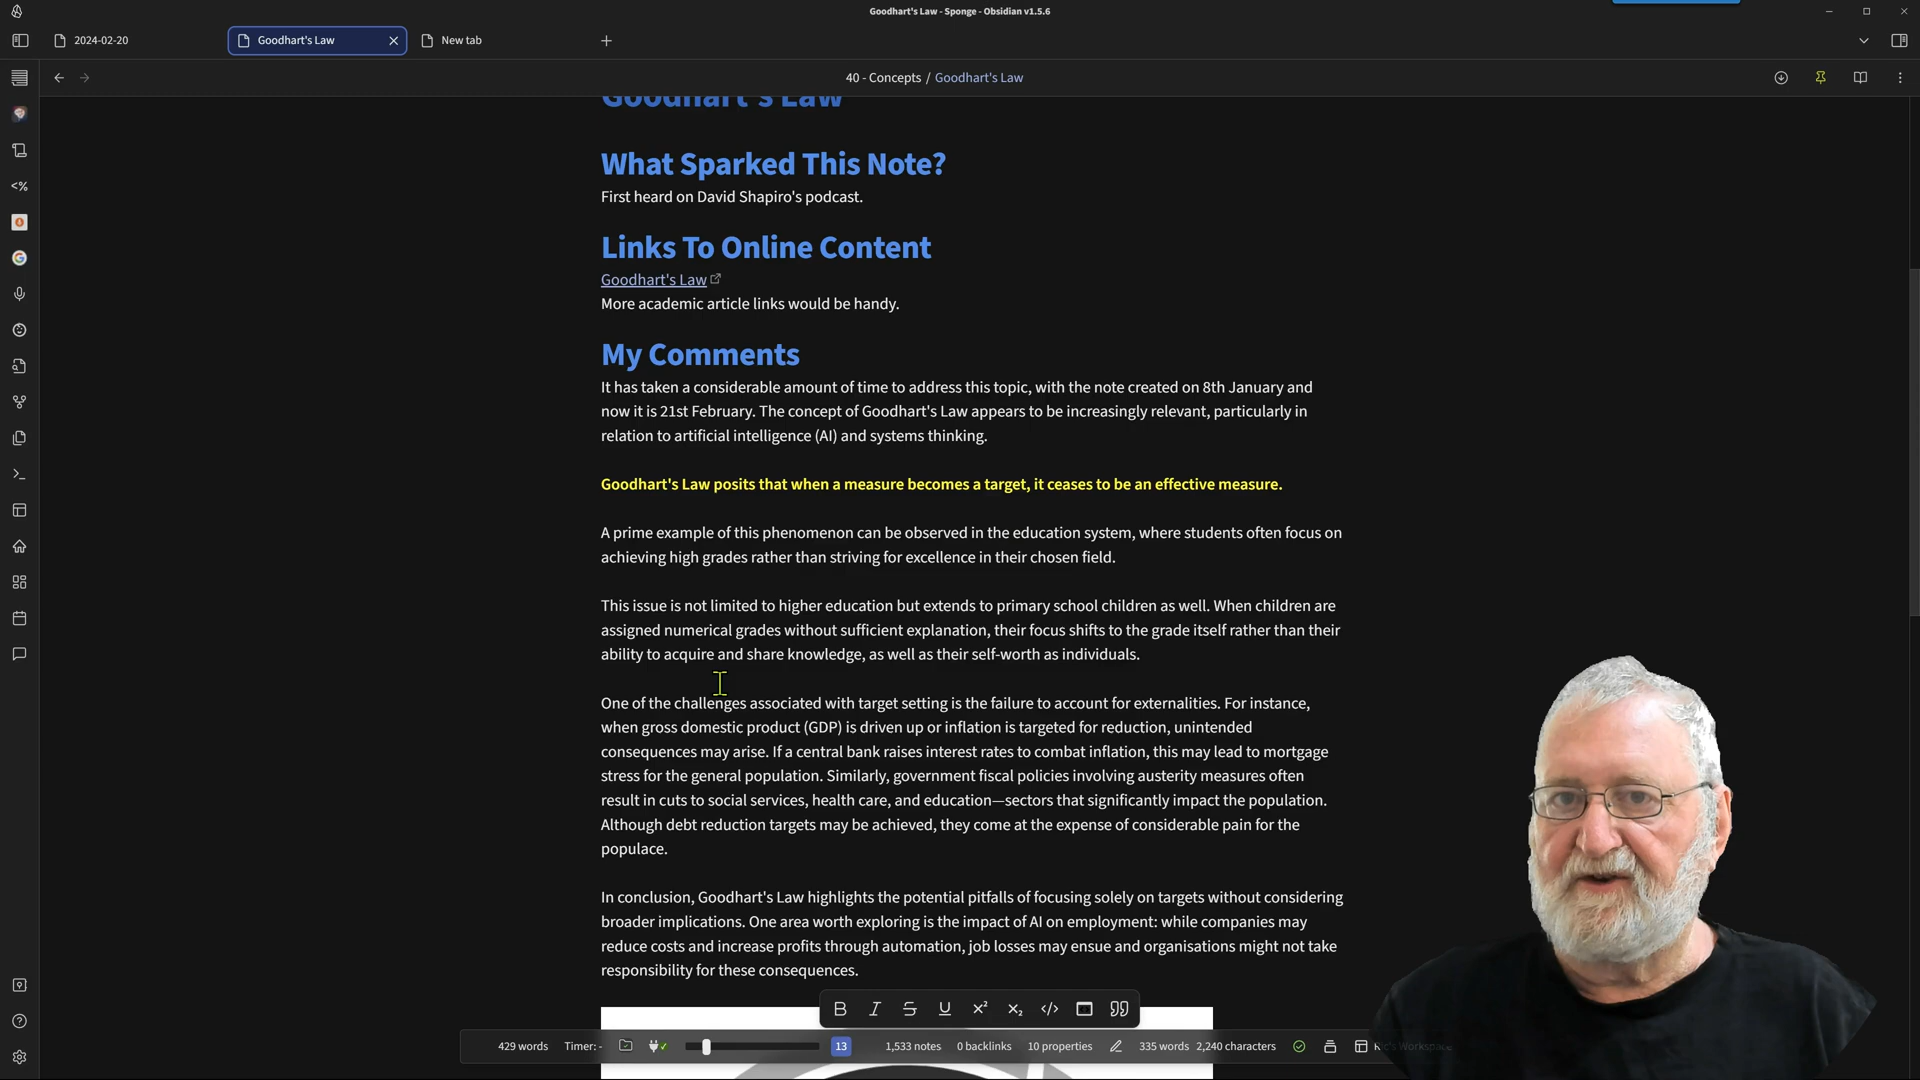 Goodhart's Law - Sponge - Obsidian v1.5.6
2024-02-20
Goodhart's Law
New tab
40 - Concepts / Goodhart's Law
Goodhart's Law
What Sparked This Note?
First heard on David Shapiro's podcast.
Links To Online Content
Goodhart's Law
More academic article links would be handy.
My Comments
It has taken a considerable amount of time to address this topic, with the note created on 8th January and
now it is 21st February. The concept of Goodhart's Law appears to be increasingly relevant, particularly in
relation to artificial intelligence (AI) and systems thinking.
Goodhart's Law posits that when a measure becomes a target, it ceases to be an effective measure.
A prime example of this phenomenon can be observed in the education system, where students often focus on
achieving high grades rather than striving for excellence in their chosen field.
This issue is not limited to higher education but extends to primary school children as well. When children are
assigned numerical grades without sufficient explanation, their focus shifts to the grade itself rather than their
ability to acquire and share knowledge, as well as their self-worth as individuals.
One of the challenges associated with target setting is the failure to account for externalities. For instance,
when gross domestic product (GDP) is driven up or inflation is targeted for reduction, unintended
consequences may arise. If a central bank raises interest rates to combat inflation, this may lead to mortgage
stress for the general population. Similarly, government fiscal policies involving austerity measures often
result in cuts to social services, health care, and education—sectors that significantly impact the population.
Although debt reduction targets may be achieved, they come at the expense of considerable pain for the
populace.
In conclusion, Goodhart's Law highlights the potential pitfalls of focusing solely on targets without considering
broader implications. One area worth exploring is the impact of AI on employment: while companies may
reduce costs and increase profits through automation, job losses may ensue and organisations might not take
responsibility for these consequences.
429 words Timer: - 13 1,533 notes 0 backlinks 10 properties 335 words 2,240 characters Ric's Workspace